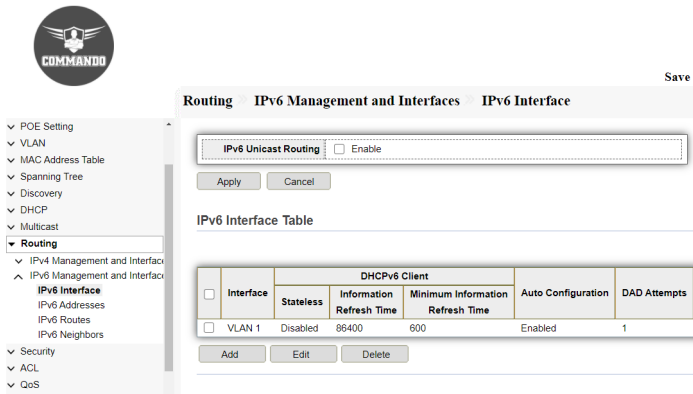 COMMANDO
Save
Routing IPv6 Management and Interfaces IPv6 Interface
POE Setting
VLAN
MAC Address Table
Spanning Tree
Discovery
DHCP
Multicast
Routing
IPv4 Management and Interface
IPv6 Management and Interface
IPv6 Interface
IPv6 Addresses
IPv6 Routes
IPv6 Neighbors
Security
ACL
QoS
IPv6 Unicast Routing Enable
Apply Cancel
IPv6 Interface Table
DHCPv6 Client
Interface Stateless Information Refresh Time Minimum Information Refresh Time Auto Configuration DAD Attempts
VLAN 1 Disabled 86400 600 Enabled 1
Add Edit Delete